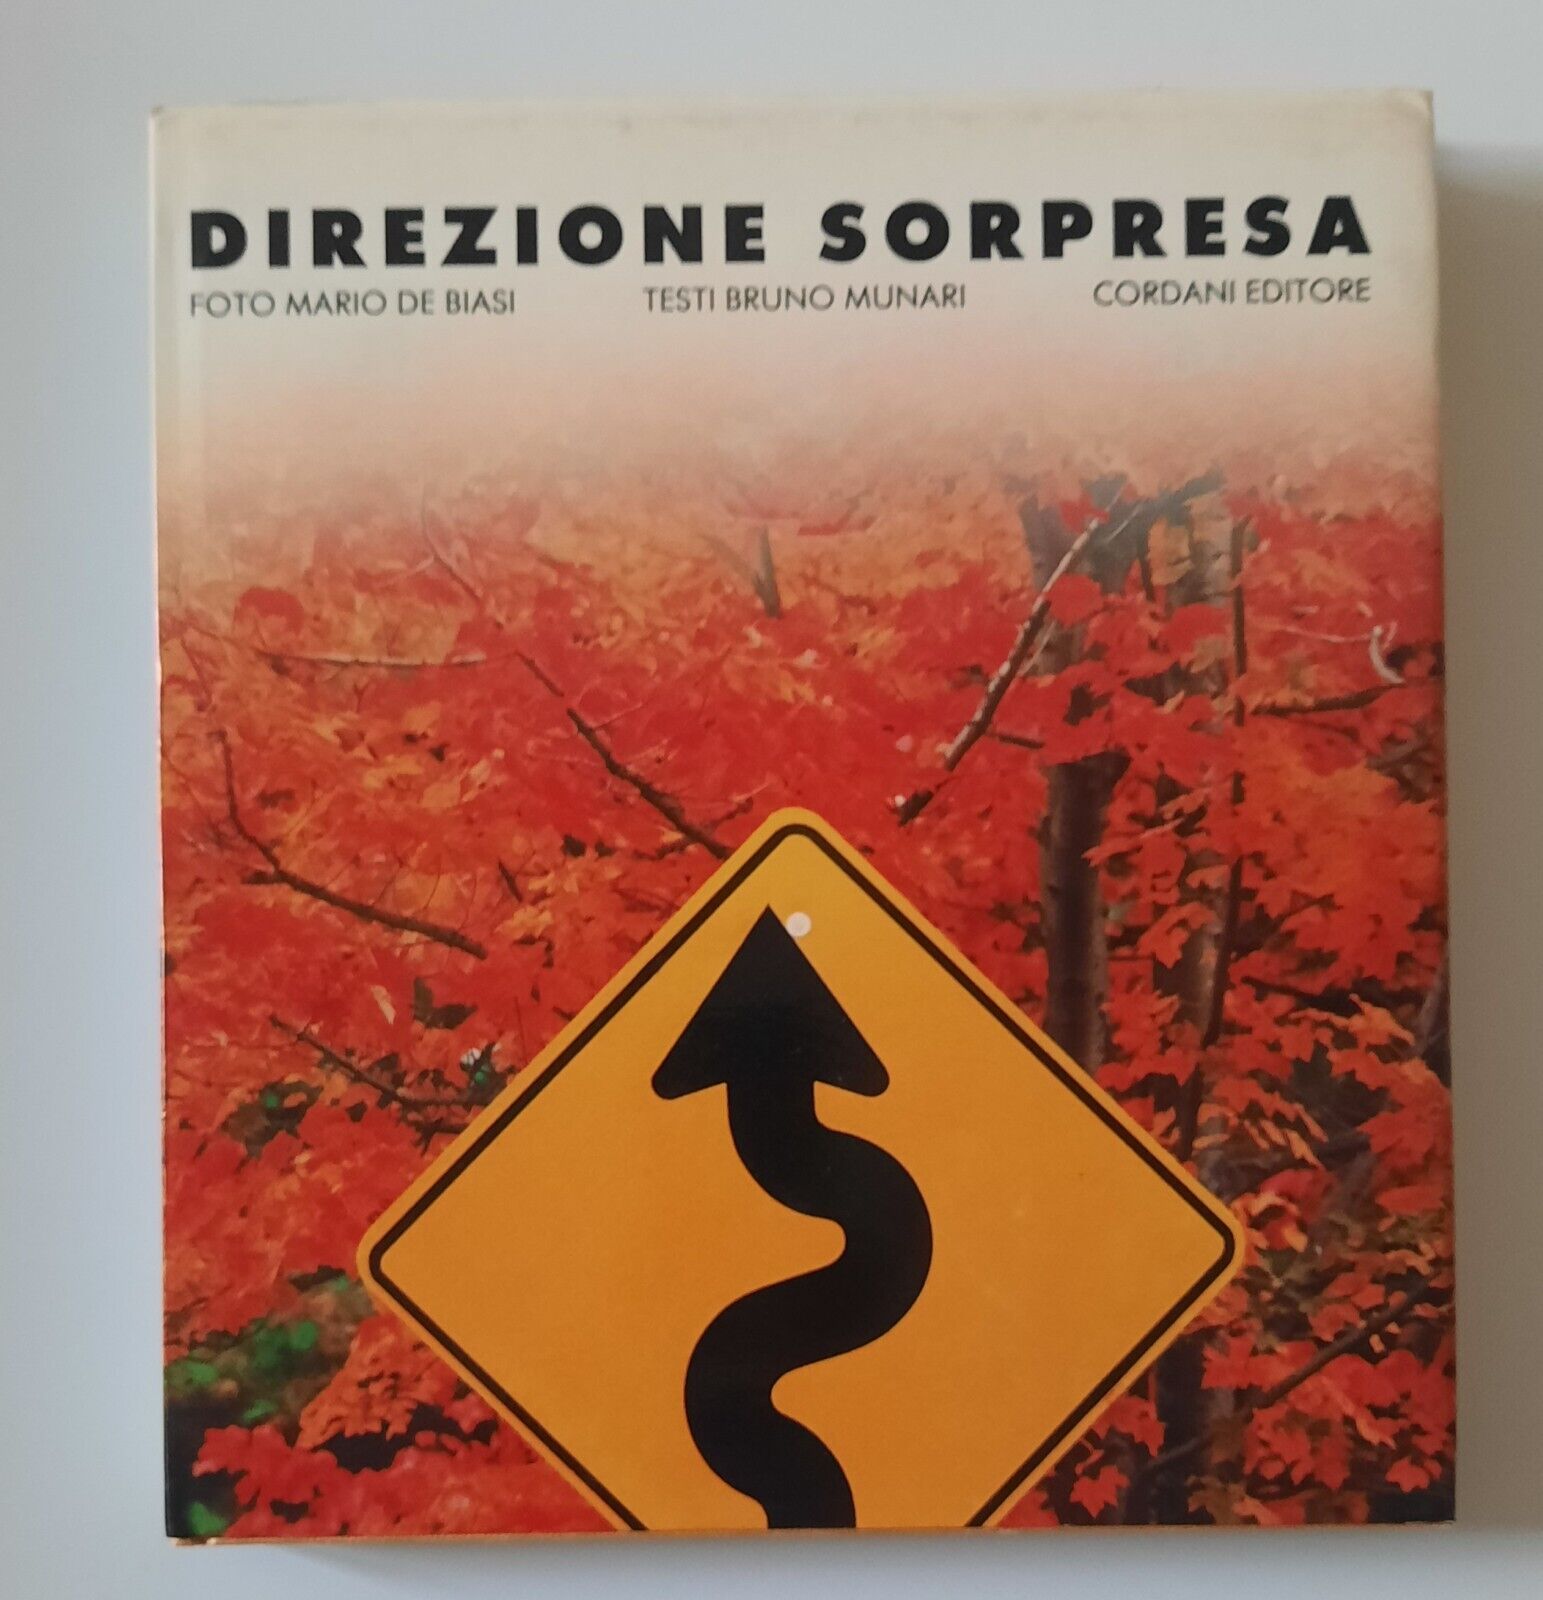 DIREZIONE SORPRESA
FOTO MARIO DE BIASI TESTI BRUNO MUNARI CORDANI EDITORE